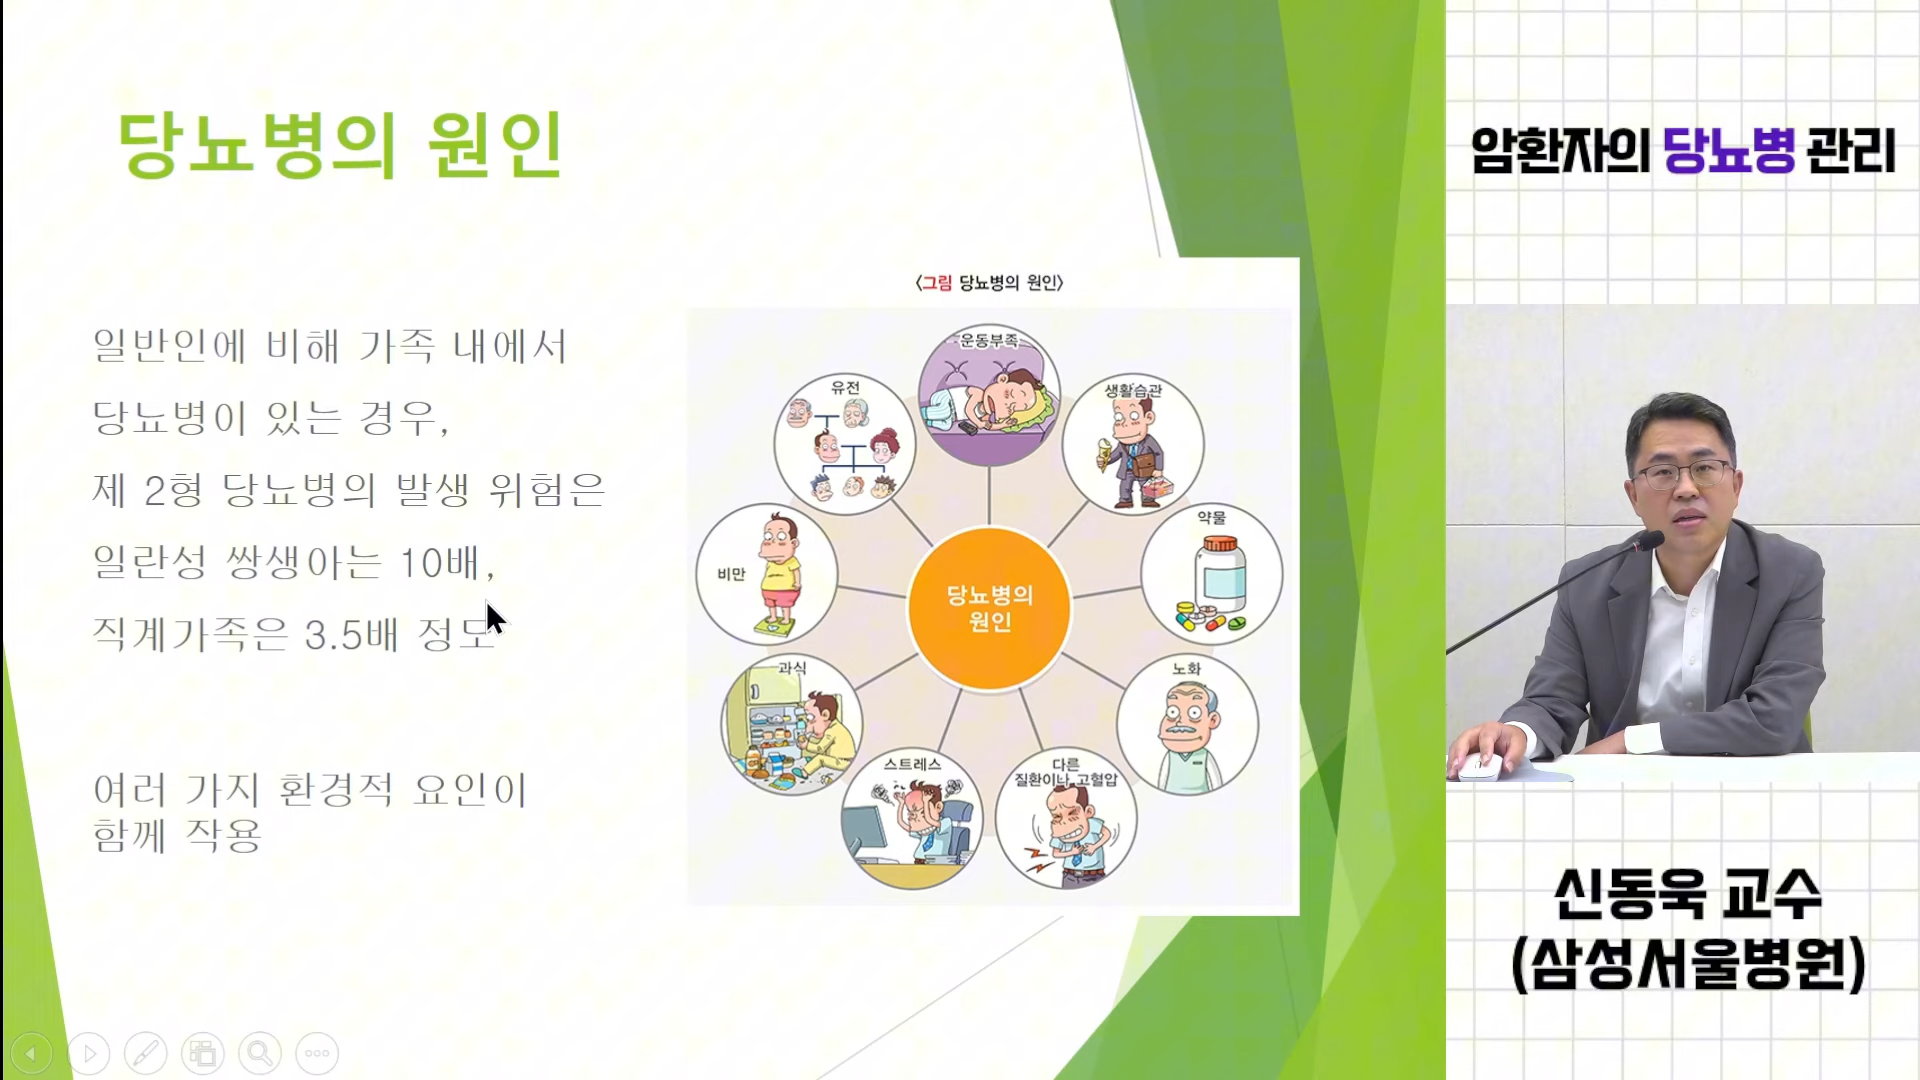 당뇨병의 원인
일반인에 비해 가족 내에서
당뇨병이 있는 경우,
제 2형 당뇨병의 발생 위험은
일란성 쌍생아는 10배,
직계가족은 3.5배 정도
여러 가지 환경적 요인이
함께 작용
<그림 당뇨병의 원인>
운동부족
유전
생활습관
약물
비만
당뇨병의
원인
과식
노화
스트레스
다른
질환이나 고혈압
암환자의 당뇨병 관리
신동욱 교수
(삼성서울병원)